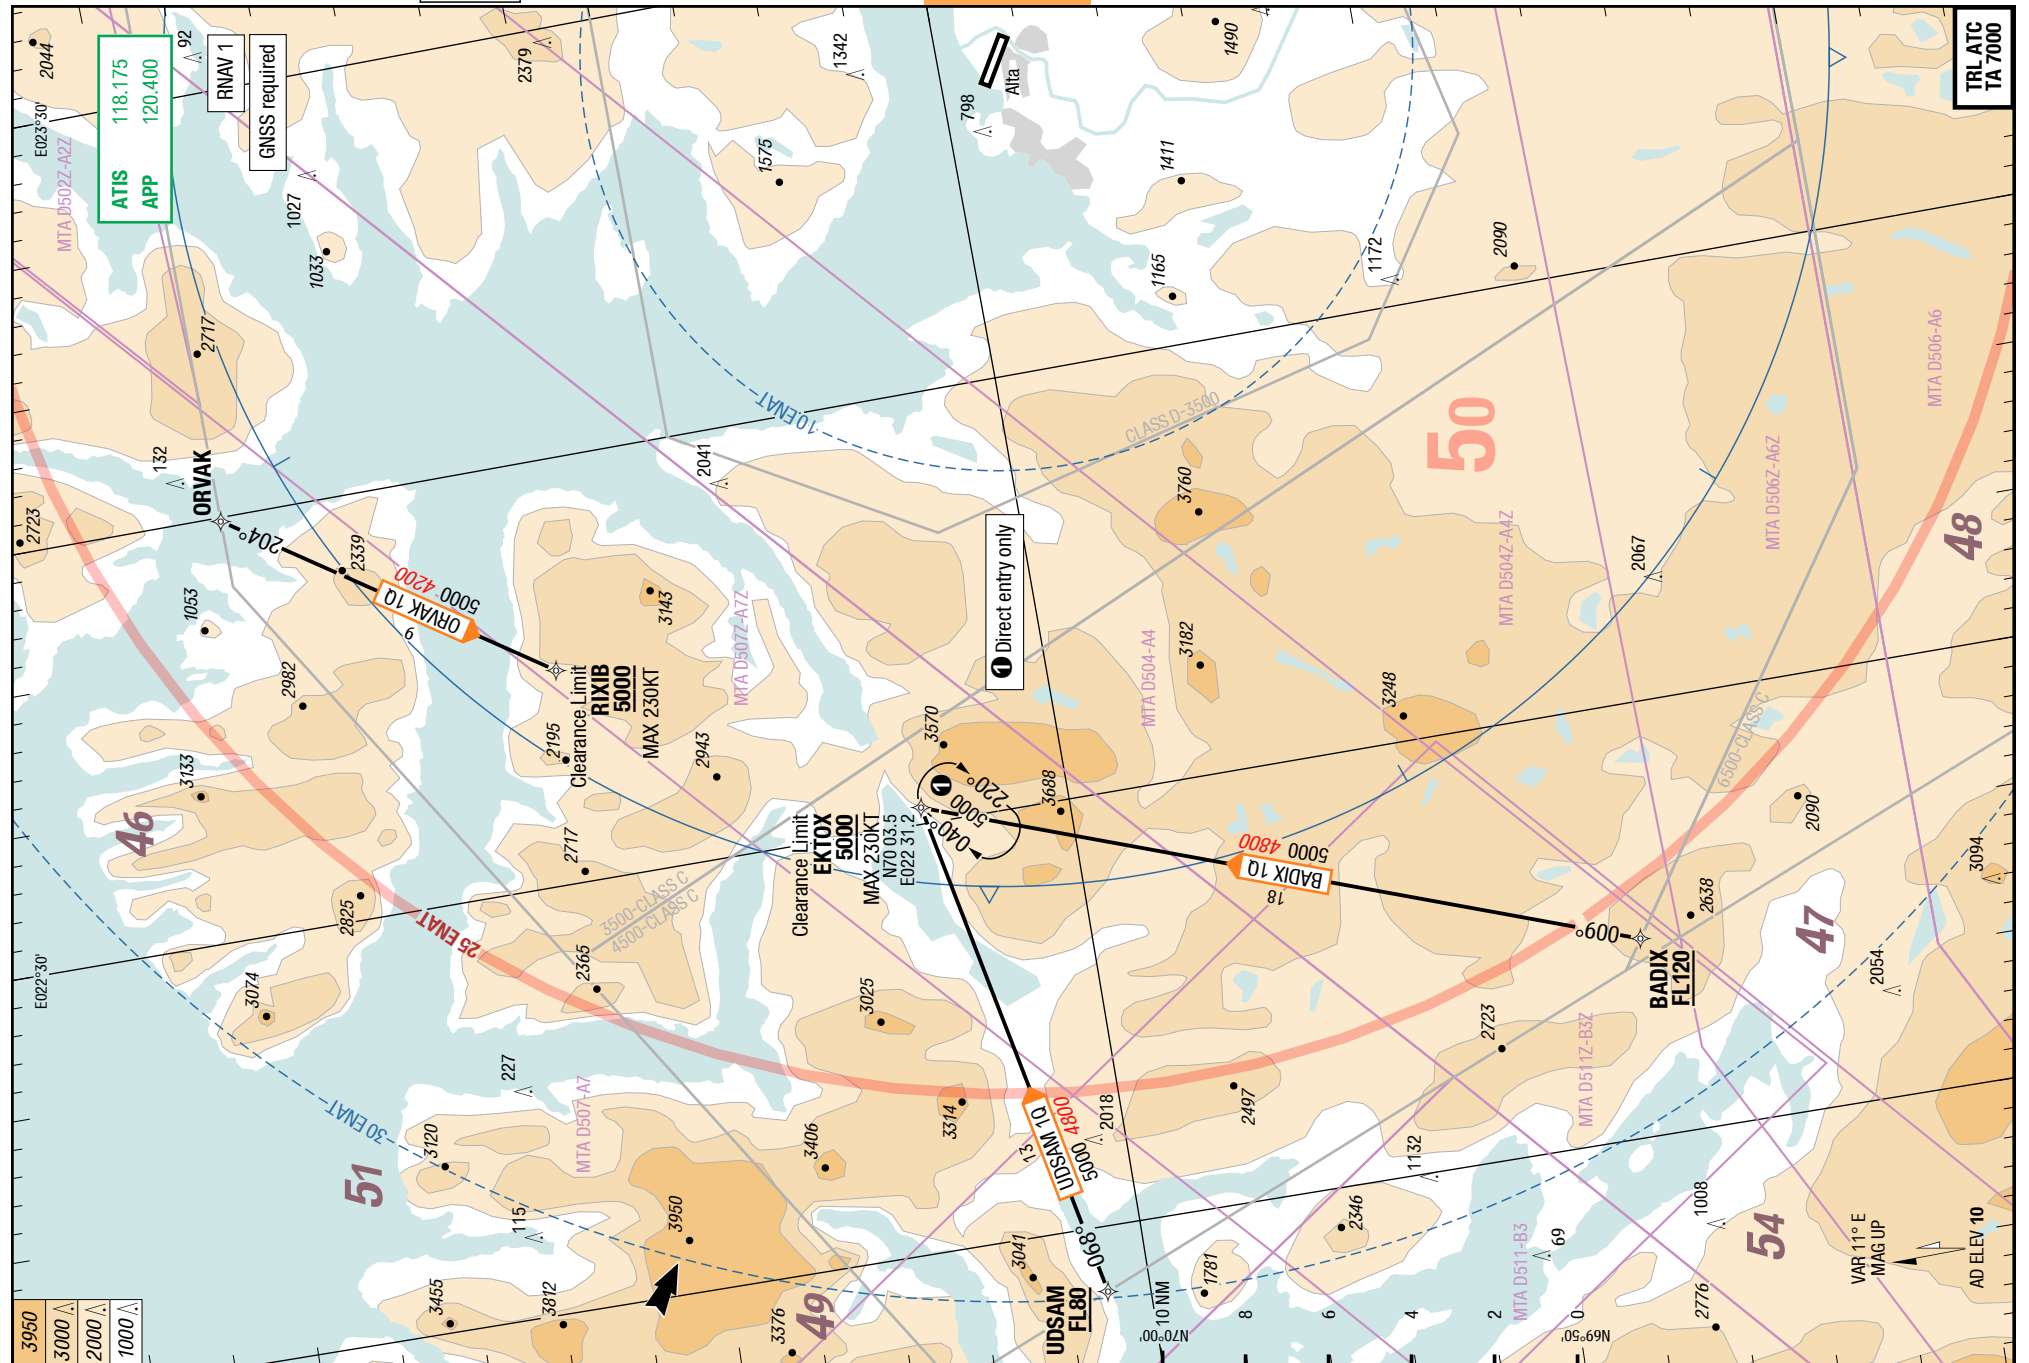 2044
92
ATIS 118.175
APP 120.400
RNAV 1
GNSS required
E023°30'
MTA D502Z-A2Z
2379
1342
1490
TRL ATC
TA 7000
798
Alta
1027
1033
1575
1411
1165
1172
2090
2717
132
ORVAK
2723
204°
2339
1053
ORVAK 1Q
5000
4200
9
10 ENAT
2041
CLASS D-3500
3760
50
MTA D506-A6
MTA D506Z-A6Z
MTA D504Z-A4Z
48
2067
3143
MTA D507Z-A7Z
❶ Direct entry only
MTA D504-A4
3182
3248
2982
46
3133
2195
Clearance Limit
RIXIB
5000
MAX 230KT
2943
3570
3688
❶
5000
220°
040°
Clearance Limit
EKTOX
5000
MAX 230KT
N70 03.5
E022 31.2
6500-CLASS C
2090
3094
2717
2825
3500-CLASS C
4500-CLASS C
25 ENAT
2365
BADIX 1Q
5000
4800
18
009°
BADIX
FL120
2638
47
2054
E022°30'
3074
3025
2723
MTA D511Z-B3Z
227
MTA D507-A7
30 ENAT
3120
51
3314
3406
UDSAM 1Q
5000
4800
13
2018
2497
1132
115
3950
3041
068°
UDSAM
FL80
1781
2346
69
1008
54
MTA D511-B3
VAR 11° E
MAG UP
AD ELEV 10
3455
3812
3376
49
2776
N70°00'
10 NM
8
6
4
2
0
N69°50'
3950
3000
2000
1000